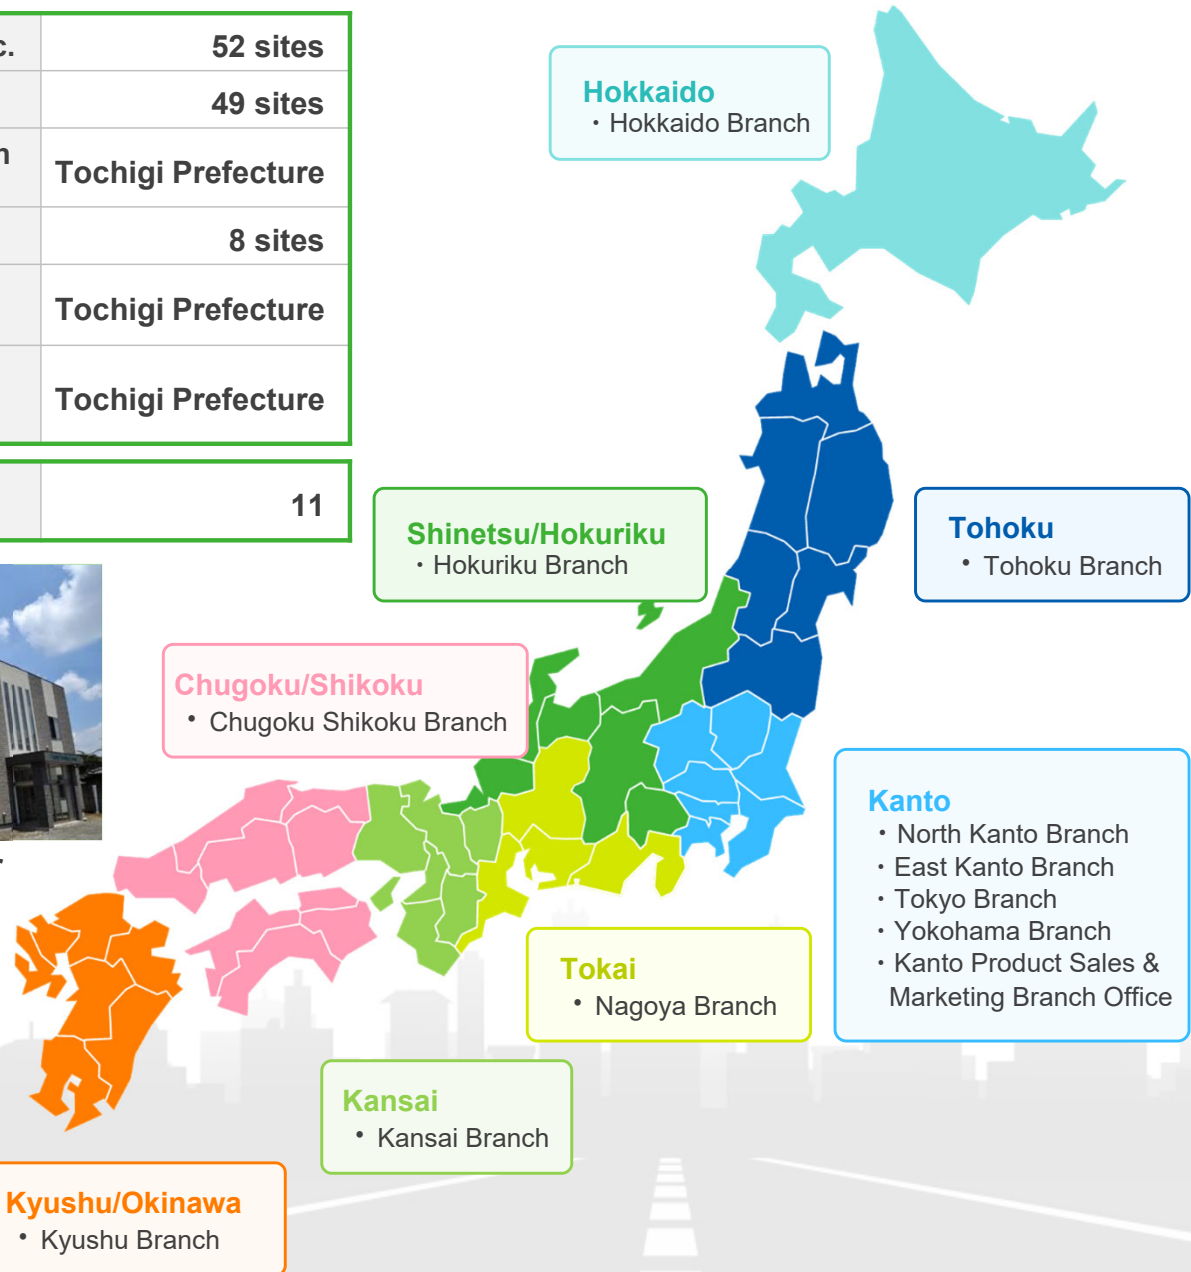 c.
52 sites
49 sites
n
Tochigi Prefecture
8 sites
Tochigi Prefecture
Tochigi Prefecture
11
Hokkaido
・Hokkaido Branch
Shinetsu/Hokuriku
・Hokuriku Branch
Tohoku
• Tohoku Branch
Chugoku/Shikoku
• Chugoku Shikoku Branch
Kanto
・North Kanto Branch
・East Kanto Branch
・Tokyo Branch
・Yokohama Branch
・Kanto Product Sales &
Marketing Branch Office
Tokai
• Nagoya Branch
Kansai
• Kansai Branch
Kyushu/Okinawa
• Kyushu Branch